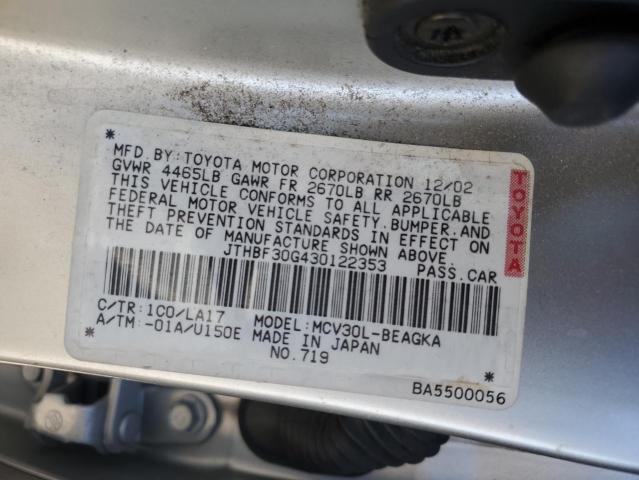 MFD.BY:TOYOTA MOTOR CORPORATION 12/02
GVWR 4465LB GAWR FR 2670LB RR 2670LB
THIS VEHICLE CONFORMS TO ALL APPLICABLE
FEDERAL MOTOR VEHICLE SAFETY,BUMPER,AND
THEFT PREVENTION STANDARDS IN EFFECT ON
THE DATE OF MANUFACTURE SHOWN ABOVE.
JTHBF30G430122353 PASS.CAR
C/TR:1C0/LA17 MODEL:MCV30L-BEAGKA
A/TM:-01A/U150E MADE IN JAPAN
NO.719
BA5500056
TOYOTA